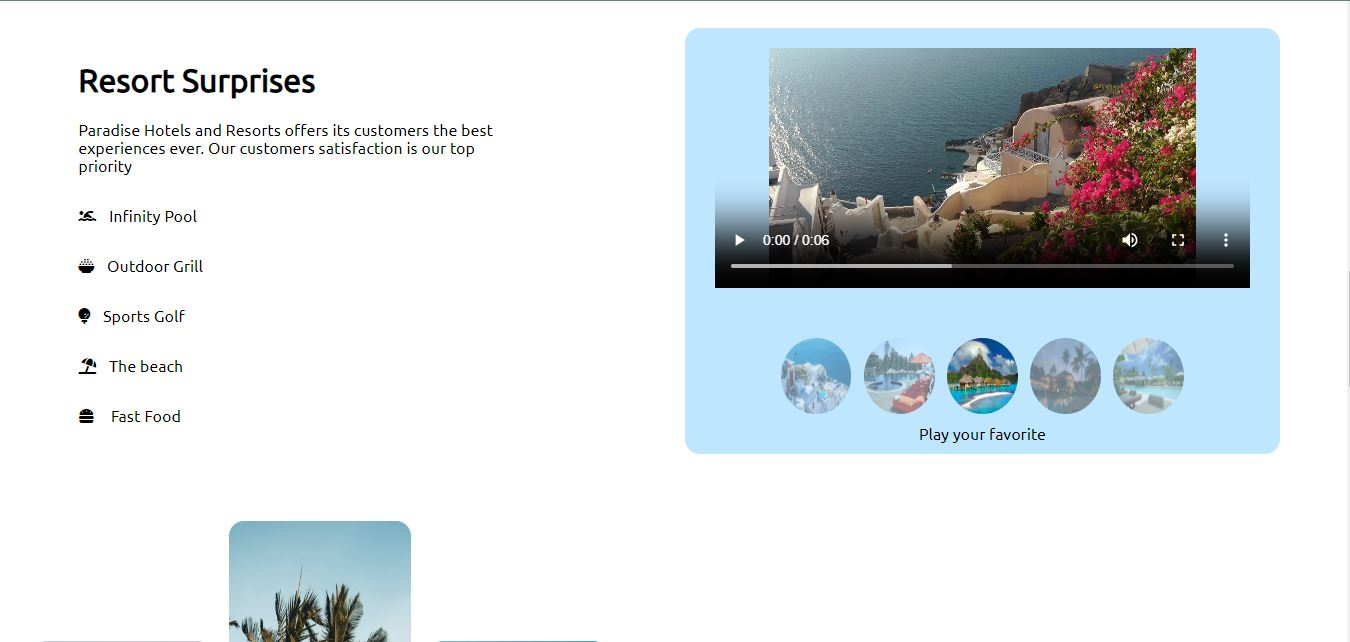 Resort Surprises
Paradise Hotels and Resorts offers its customers the best
experiences ever. Our customers satisfaction is our top
priority
Infinity Pool
Outdoor Grill
Sports Golf
The beach
Fast Food
0:00 / 0:06
Play your favorite